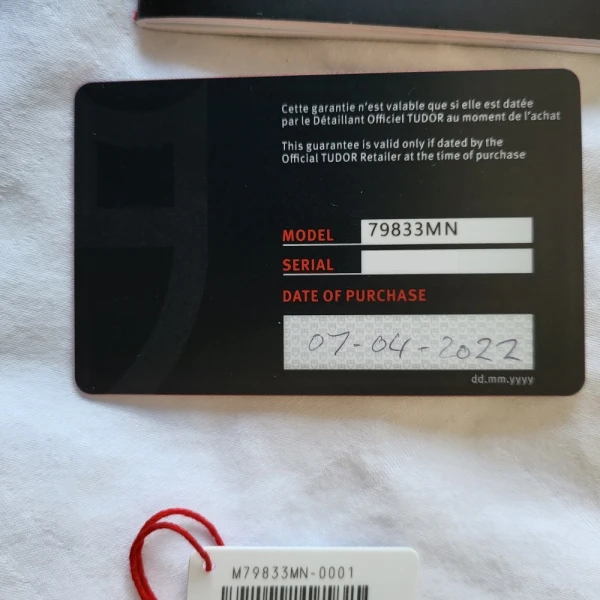 Cette garantie n'est valable que si elle est datée
par le Détaillant Officiel TUDOR au moment de l'achat
This guarantee is valid only if dated by the
Official TUDOR Retailer at the time of purchase
MODEL 79833MN
SERIAL
DATE OF PURCHASE
07-04-2022
dd.mm.yyyy
M79833MN-0001